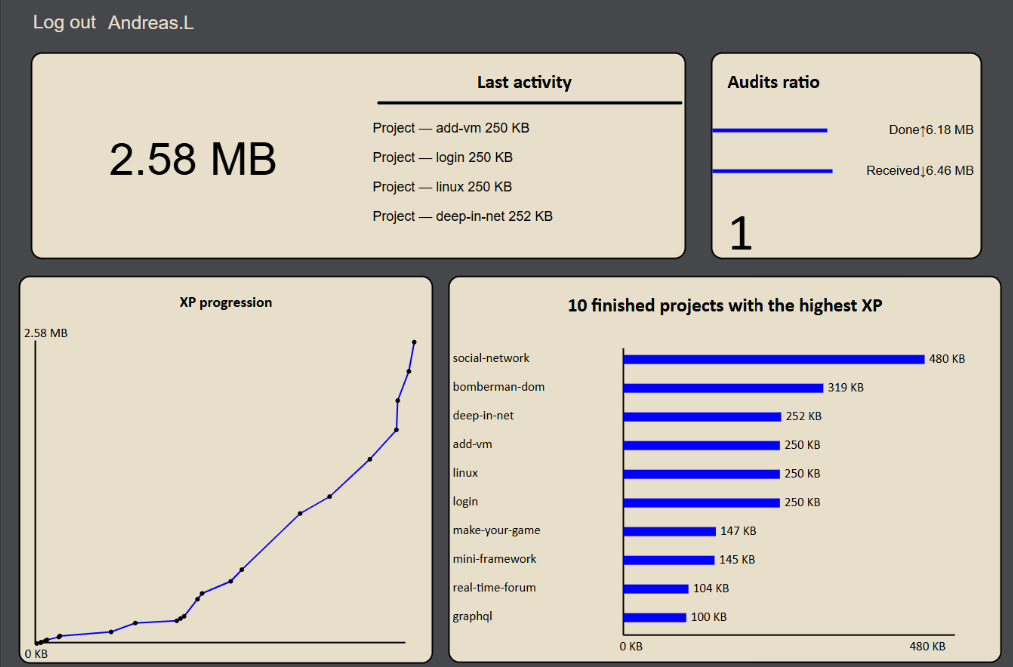 Log out Andreas.L
2.58 MB
Last activity
Project — add-vm 250 KB
Project — login 250 KB
Project — linux 250 KB
Project — deep-in-net 252 KB
Audits ratio
Done↑6.18 MB
Received↓6.46 MB
1
XP progression
2.58 MB
0 KB
10 finished projects with the highest XP
social-network 480 KB
bomberman-dom 319 KB
deep-in-net 252 KB
add-vm 250 KB
linux 250 KB
login 250 KB
make-your-game 147 KB
mini-framework 145 KB
real-time-forum 104 KB
graphql 100 KB
0 KB 480 KB